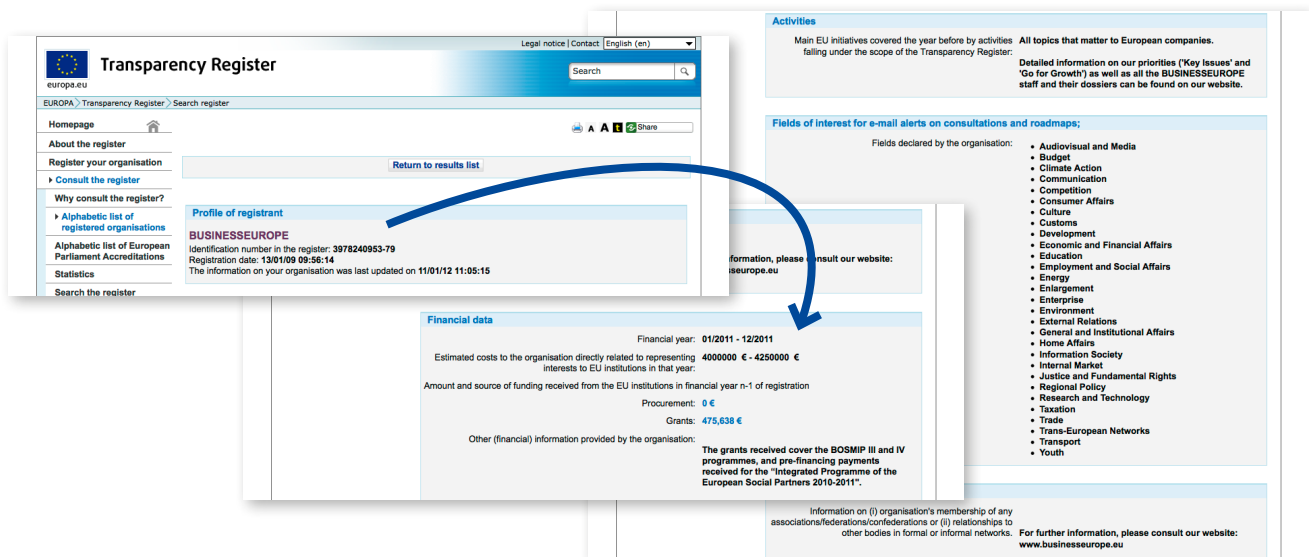 Legal notice | Contact English (en)
Transparency Register
Search
europa.eu
EUROPA > Transparency Register > Search register
Homepage
A A t Share
About the register
Register your organisation
Consult the register
Why consult the register?
Alphabetic list of
registered organisations
Alphabetic list of European
Parliament Accreditations
Statistics
Search the register
Return to results list
Profile of registrant
BUSINESSEUROPE
Identification number in the register: 3978240953-79
Registration date: 13/01/09 09:56:14
The information on your organisation was last updated on 11/01/12 11:05:15
please consult our website:
Financial data
Financial year: 01/2011 - 12/2011
Estimated costs to the organisation directly related to representing 4000000 € - 4250000 €
interests to EU institutions in that year:
Amount and source of funding received from the EU institutions in financial year n-1 of registration
Procurement: 0 €
Grants: 475,638 €
Other (financial) information provided by the organisation:
The grants received cover the BOSMIP III and IV
programmes, and pre-financing payments
received for the "Integrated Programme of the
European Social Partners 2010-2011".
Activities
Main EU initiatives covered the year before by activities All topics that matter to European companies.
falling under the scope of the Transparency Register:
Detailed information on our priorities ('Key Issues' and
'Go for Growth') as well as all the BUSINESSEUROPE
staff and their dossiers can be found on our website.
Fields of interest for e-mail alerts on consultations and roadmaps;
Fields declared by the organisation:
• Audiovisual and Media
• Budget
• Climate Action
• Communication
• Competition
• Consumer Affairs
• Culture
• Customs
• Development
• Economic and Financial Affairs
• Education
• Employment and Social Affairs
• Energy
• Enlargement
• Enterprise
• Environment
• External Relations
• General and Institutional Affairs
• Home Affairs
• Information Society
• Internal Market
• Justice and Fundamental Rights
• Regional Policy
• Research and Technology
• Taxation
• Trade
• Trans-European Networks
• Transport
• Youth
Information on (i) organisation's membership of any
associations/federations/confederations or (ii) relationships to
other bodies in formal or informal networks. For further information, please consult our website:
www.businesseurope.eu